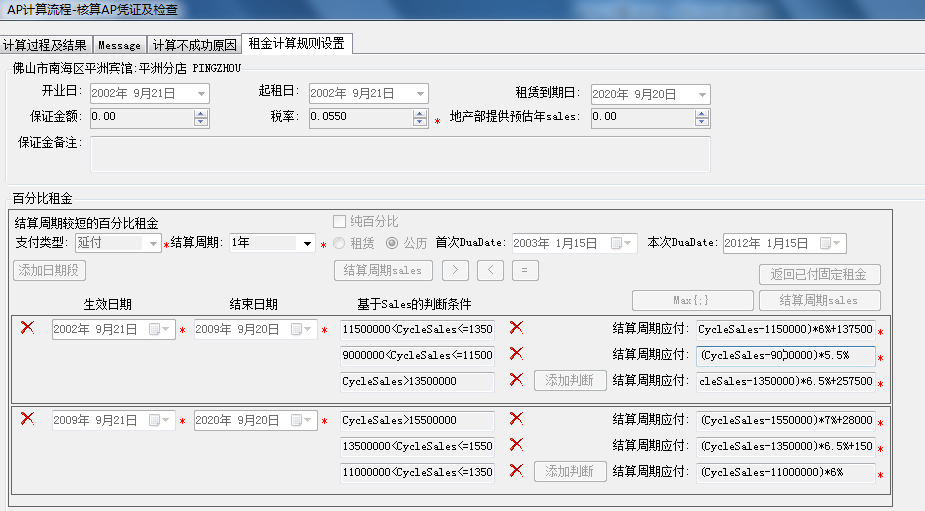 AP计算流程-核算AP凭证及检查
计算过程及结果 Message 计算不成功原因 租金计算规则设置
佛山市南海区平洲宾馆:平洲分店 PINGZHOU
开业日: 2002年 9月21日 起租日: 2002年 9月21日 租赁到期日: 2020年 9月20日
保证金额: 0.00 税率: 0.0550 * 地产部提供预估年sales: 0.00
保证金备注:
百分比租金
结算周期较短的百分比租金 纯百分比
支付类型: 延付 * 结算周期: 1年 * 租赁 公历 首次DuaDate: 2003年 1月15日 本次DuaDate: 2012年 1月15日
添加日期段 结算周期sales > < = 返回已付固定租金
Max{;} 结算周期sales
生效日期 结束日期 基于Sales的判断条件
2002年 9月21日 * 2009年 9月20日 * 11500000<CycleSales<=1350 结算周期应付: CycleSales-1150000)*6%+137500 *
9000000<CycleSales<=11500 结算周期应付: (CycleSales-9000000)*5.5% *
CycleSales>13500000 添加判断 结算周期应付: cleSales-1350000)*6.5%+257500 *
2009年 9月21日 * 2020年 9月20日 * CycleSales>15500000 结算周期应付: (CycleSales-1550000)*7%+28000 *
13500000<CycleSales<=1550 结算周期应付: (CycleSales-1350000)*6.5%+150 *
11000000<CycleSales<=1350 添加判断 结算周期应付: (CycleSales-11000000)*6% *